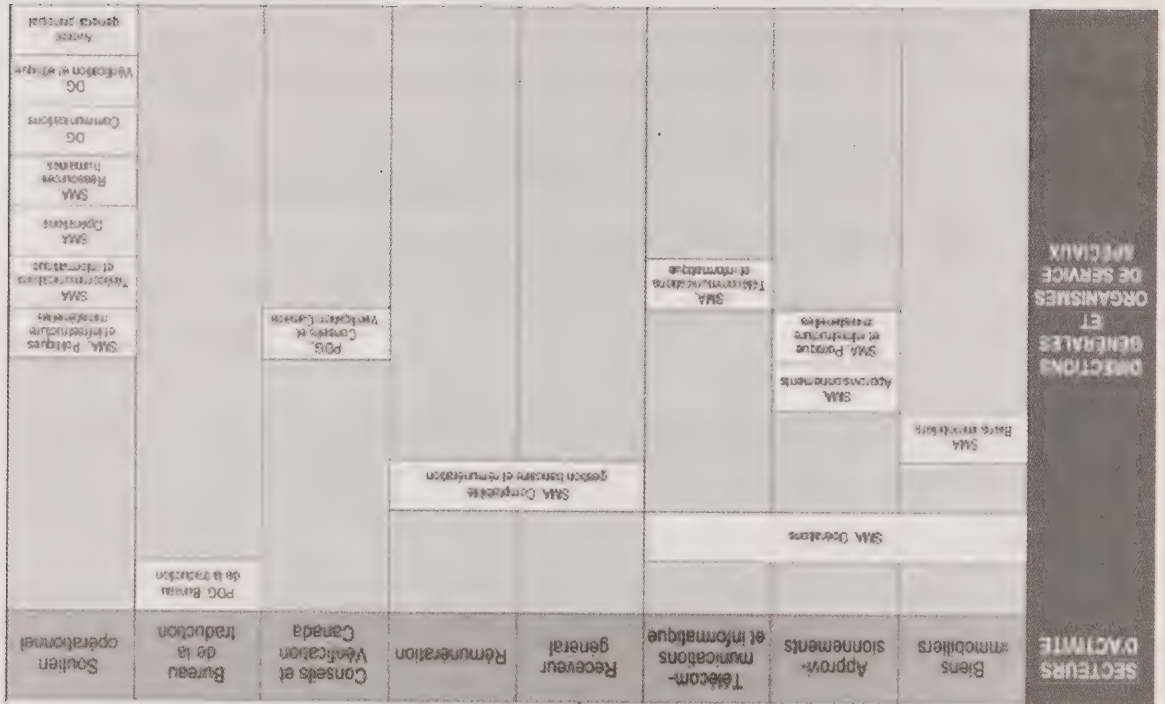 SECTEURS
D'ACTIVITÉ
Biens
immobiliers
Approvi-
sionnements
Télécom-
munications
et informatique
Receveur
général
Rémunération
Conseils et
Vérification
Canada
Bureau
de la
traduction
Soutien
opérationnel
DIRECTIONS
GÉNÉRALES
ET
ORGANISMES
DE SERVICE
SPÉCIAUX
PDG, Bureau
de la traduction
SMA, Opérations
SMA, Comptabilité
gestion bancaire et rémunération
SMA
Biens immobiliers
SMA,
Approvisionnements
SMA, Politique
et infrastructure
ministérielles
SMA,
Télécommunications
et informatique
PDG,
Conseils et
Vérification Canada
SMA, Politiques
et infrastructure
ministérielles
SMA
Télécommunications
et informatique
SMA
Opérations
SMA,
Ressources
humaines
DG
Communications
DG
Vérification et éthique
Avocat
général principal